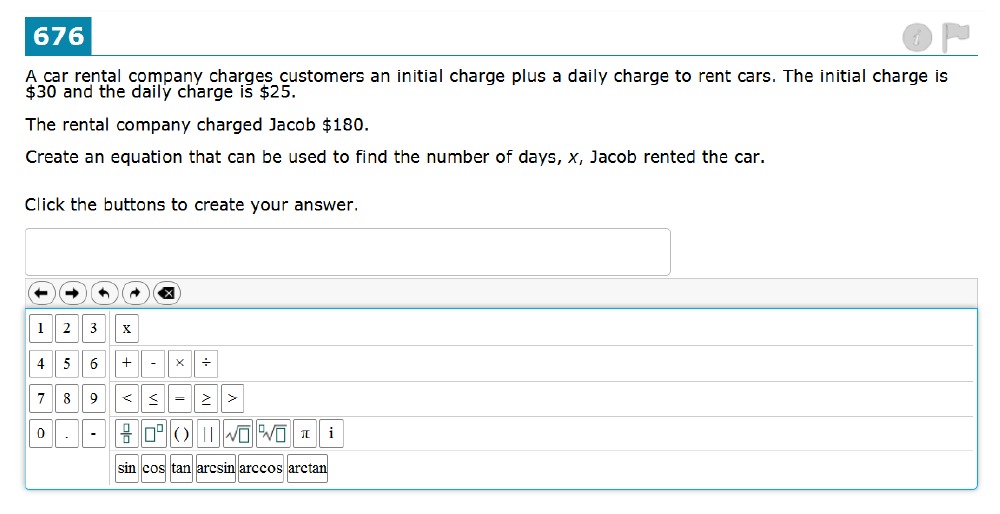 676
A car rental company charges customers an initial charge plus a daily charge to rent cars. The initial charge is
$30 and the daily charge is $25.
The rental company charged Jacob $180.
Create an equation that can be used to find the number of days, x, Jacob rented the car.
Click the buttons to create your answer.
1 2 3 x
4 5 6 + - × ÷
7 8 9 < ≤ = ≥ >
0 . - ( ) | | √ √ π i
sin cos tan arcsin arccos arctan